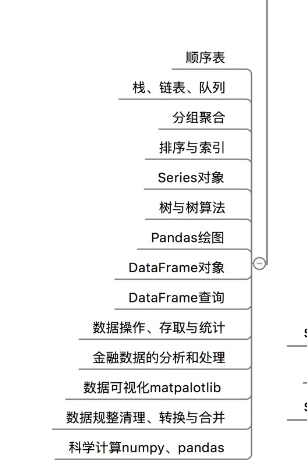 顺序表
栈、链表、队列
分组聚合
排序与索引
Series对象
树与树算法
Pandas绘图
DataFrame对象
DataFrame查询
数据操作、存取与统计
金融数据的分析和处理
数据可视化matpalotlib
数据规整清理、转换与合并
科学计算numpy、pandas